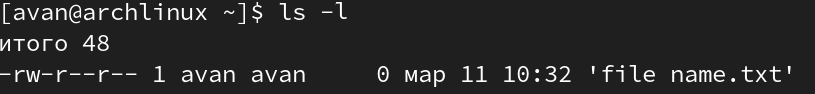 [avan@archlinux ~]$ ls -l
итого 48
-rw-r--r-- 1 avan avan     0 мар 11 10:32 'file name.txt'